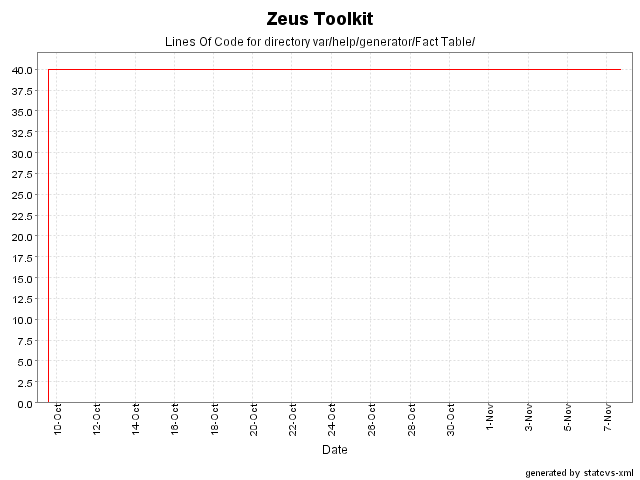 Zeus Toolkit
Lines Of Code for directory var/help/generator/Fact Table/
40.0
37.5
35.0
32.5
30.0
27.5
25.0
22.5
20.0
17.5
15.0
12.5
10.0
7.5
5.0
2.5
0.0
10-Oct
12-Oct
14-Oct
16-Oct
18-Oct
20-Oct
22-Oct
24-Oct
26-Oct
28-Oct
30-Oct
1-Nov
3-Nov
5-Nov
7-Nov
Date
generated by statcvs-xml